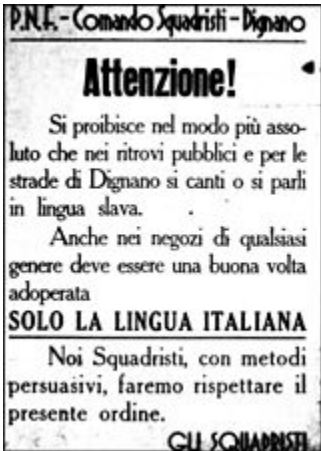 P.N.F. - Comando Squadristi - Dignano
Attenzione!
Si proibisce nel modo più asso-
luto che nei ritrovi pubblici e per le
strade di Dignano si canti o si parli
in lingua slava.
Anche nei negozi di qualsiasi
genere deve essere una buona volta
adoperata
SOLO LA LINGUA ITALIANA
Noi Squadristi, con metodi
persuasivi, faremo rispettare il
presente ordine.
GLI SQUADRISTI